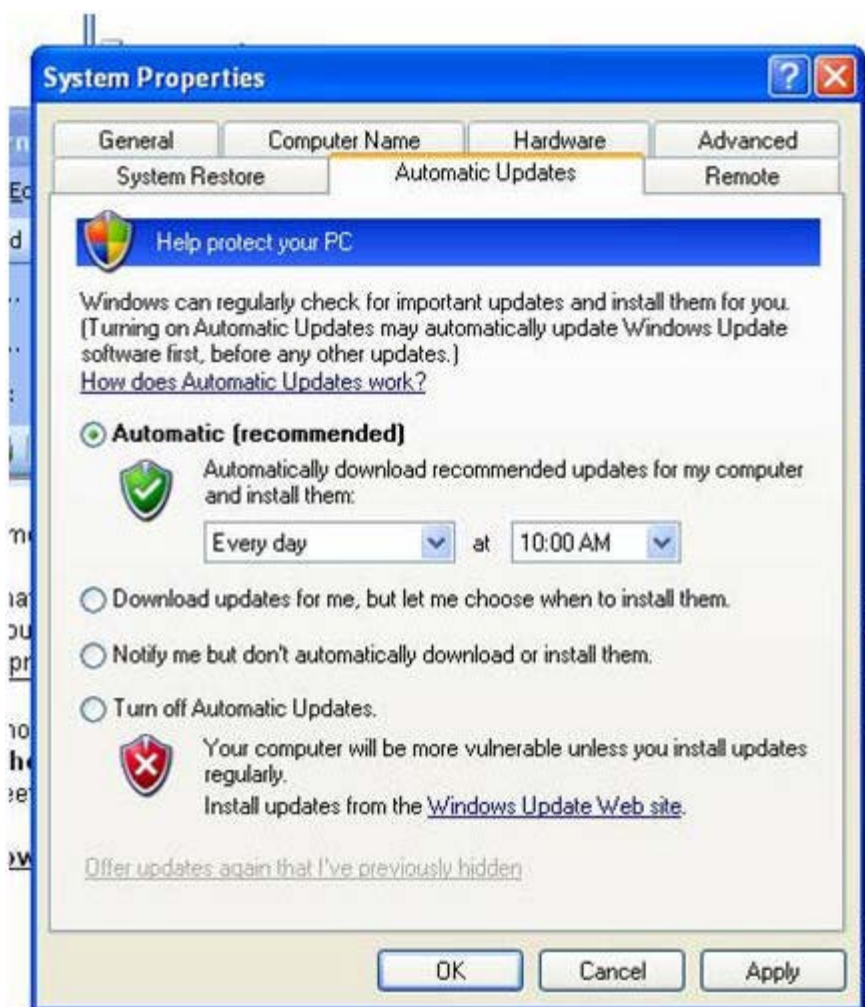 System Properties
General
Computer Name
Hardware
Advanced
System Restore
Automatic Updates
Remote
Help protect your PC
Windows can regularly check for important updates and install them for you.
(Turning on Automatic Updates may automatically update Windows Update
software first, before any other updates.)
How does Automatic Updates work?
Automatic (recommended)
Automatically download recommended updates for my computer
and install them:
Every day at 10:00 AM
Download updates for me, but let me choose when to install them.
Notify me but don't automatically download or install them.
Turn off Automatic Updates.
Your computer will be more vulnerable unless you install updates
regularly.
Install updates from the Windows Update Web site.
Offer updates again that I've previously hidden
OK
Cancel
Apply